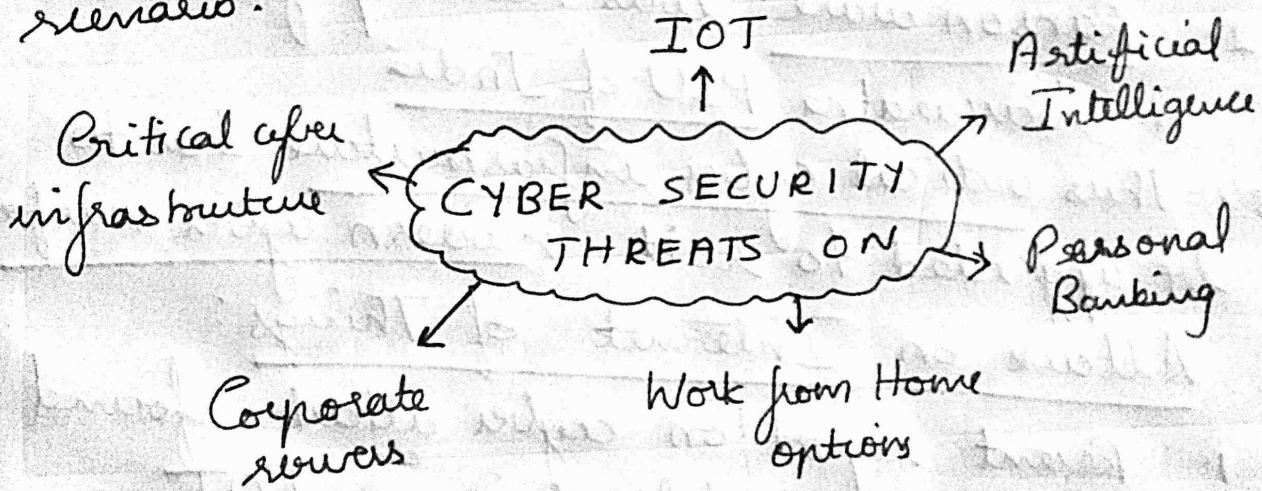 scenario.
IOT
Artificial
Intelligence
Critical cyber
infrastructure
CYBER SECURITY
THREATS ON
Personal
Banking
Corporate
servers
Work from Home
options